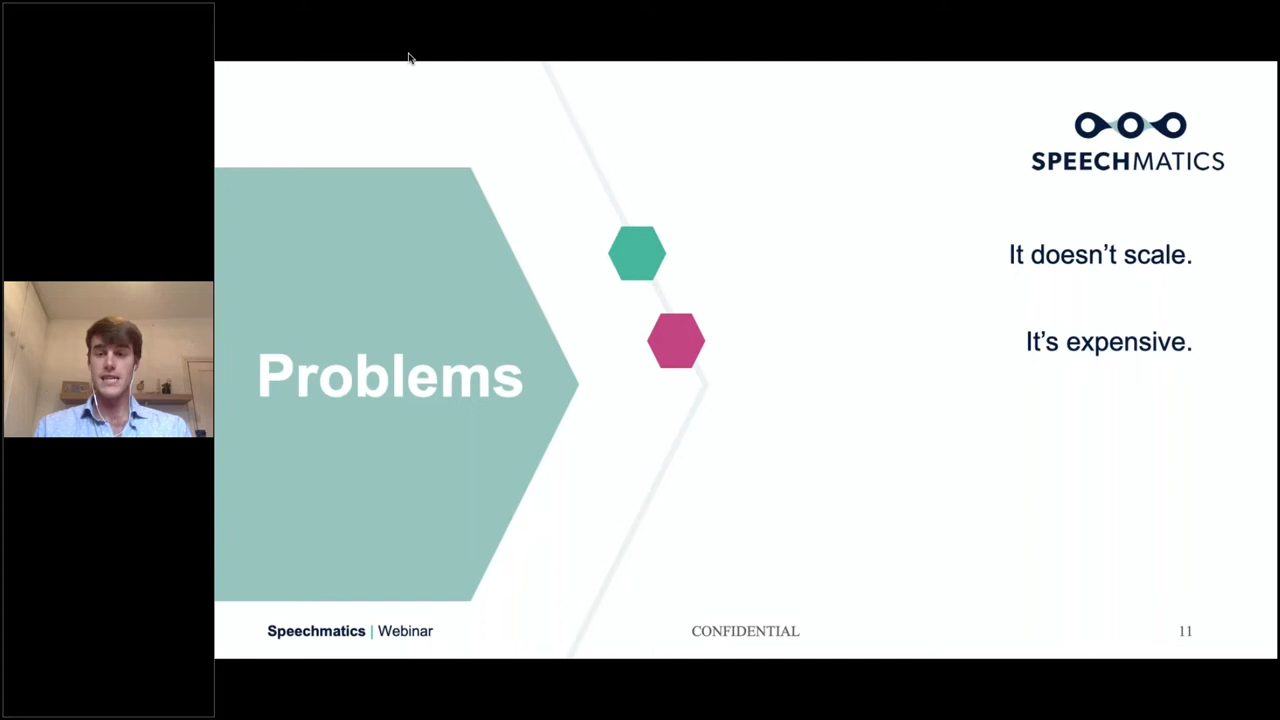 SPEECHMATICS
It doesn’t scale.
It’s expensive.
Problems
Speechmatics | Webinar
CONFIDENTIAL
11